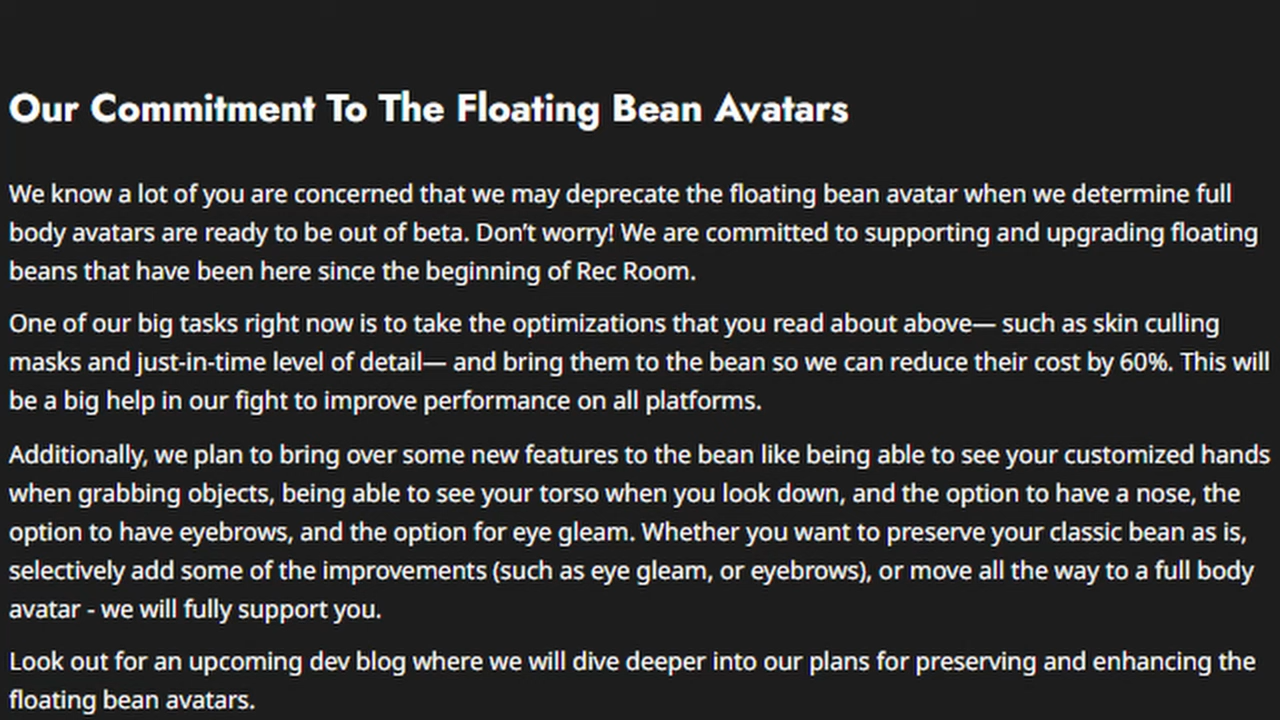 Our Commitment To The Floating Bean Avatars
We know a lot of you are concerned that we may deprecate the floating bean avatar when we determine full
body avatars are ready to be out of beta. Don’t worry! We are committed to supporting and upgrading floating
beans that have been here since the beginning of Rec Room.
One of our big tasks right now is to take the optimizations that you read about above— such as skin culling
masks and just-in-time level of detail— and bring them to the bean so we can reduce their cost by 60%. This will
be a big help in our fight to improve performance on all platforms.
Additionally, we plan to bring over some new features to the bean like being able to see your customized hands
when grabbing objects, being able to see your torso when you look down, and the option to have a nose, the
option to have eyebrows, and the option for eye gleam. Whether you want to preserve your classic bean as is,
selectively add some of the improvements (such as eye gleam, or eyebrows), or move all the way to a full body
avatar - we will fully support you.
Look out for an upcoming dev blog where we will dive deeper into our plans for preserving and enhancing the
floating bean avatars.